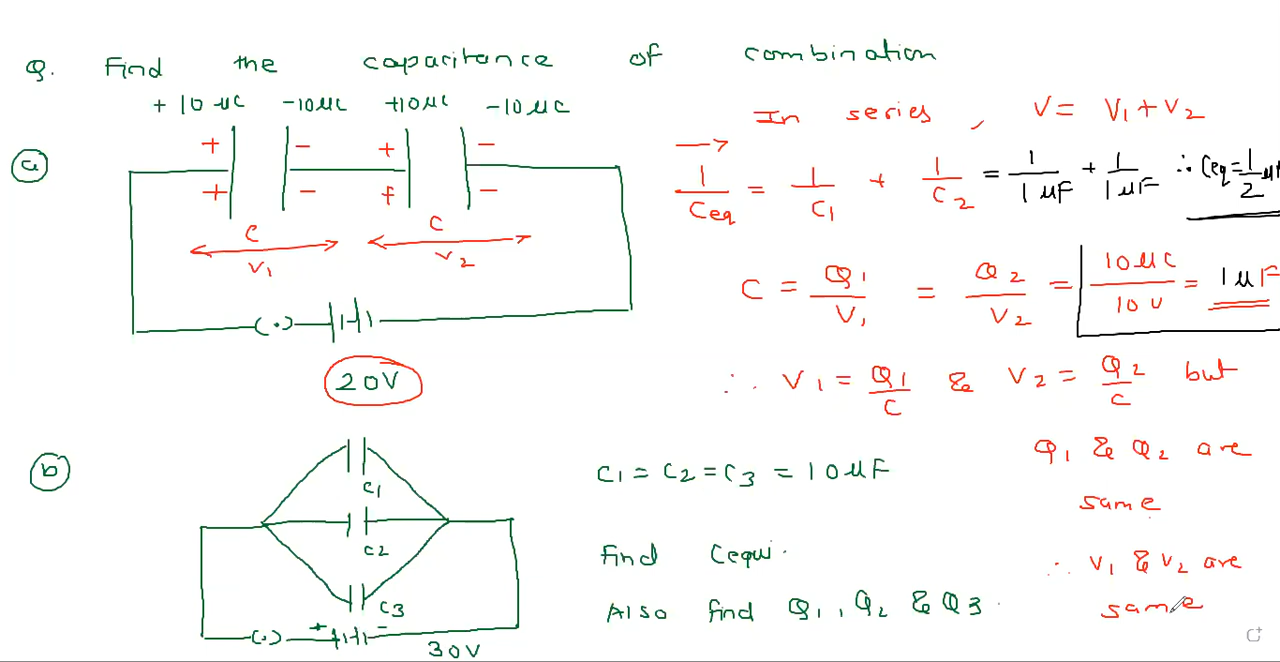 Q. Find the capacitance of combination
+10 μC -10μC +10μC -10μC
In series, V = V1 + V2
a
+ - + -
+ - f -
1/Ceq = 1/C1 + 1/C2 = 1/1μF + 1/1μF ∴ Ceq = 1/2 μF
C C
V1 V2
C = Q1/V1 = Q2/V2 = 10μC/10V = 1μF
(·)
20V
∴ V1 = Q1/C & V2 = Q2/C but
Q1 & Q2 are
same
∴ V1 & V2 are
same
b
C1
C2
C3
(·) + -
30V
C1 = C2 = C3 = 10μF
Find Cequi.
Also find Q1, Q2 & Q3.